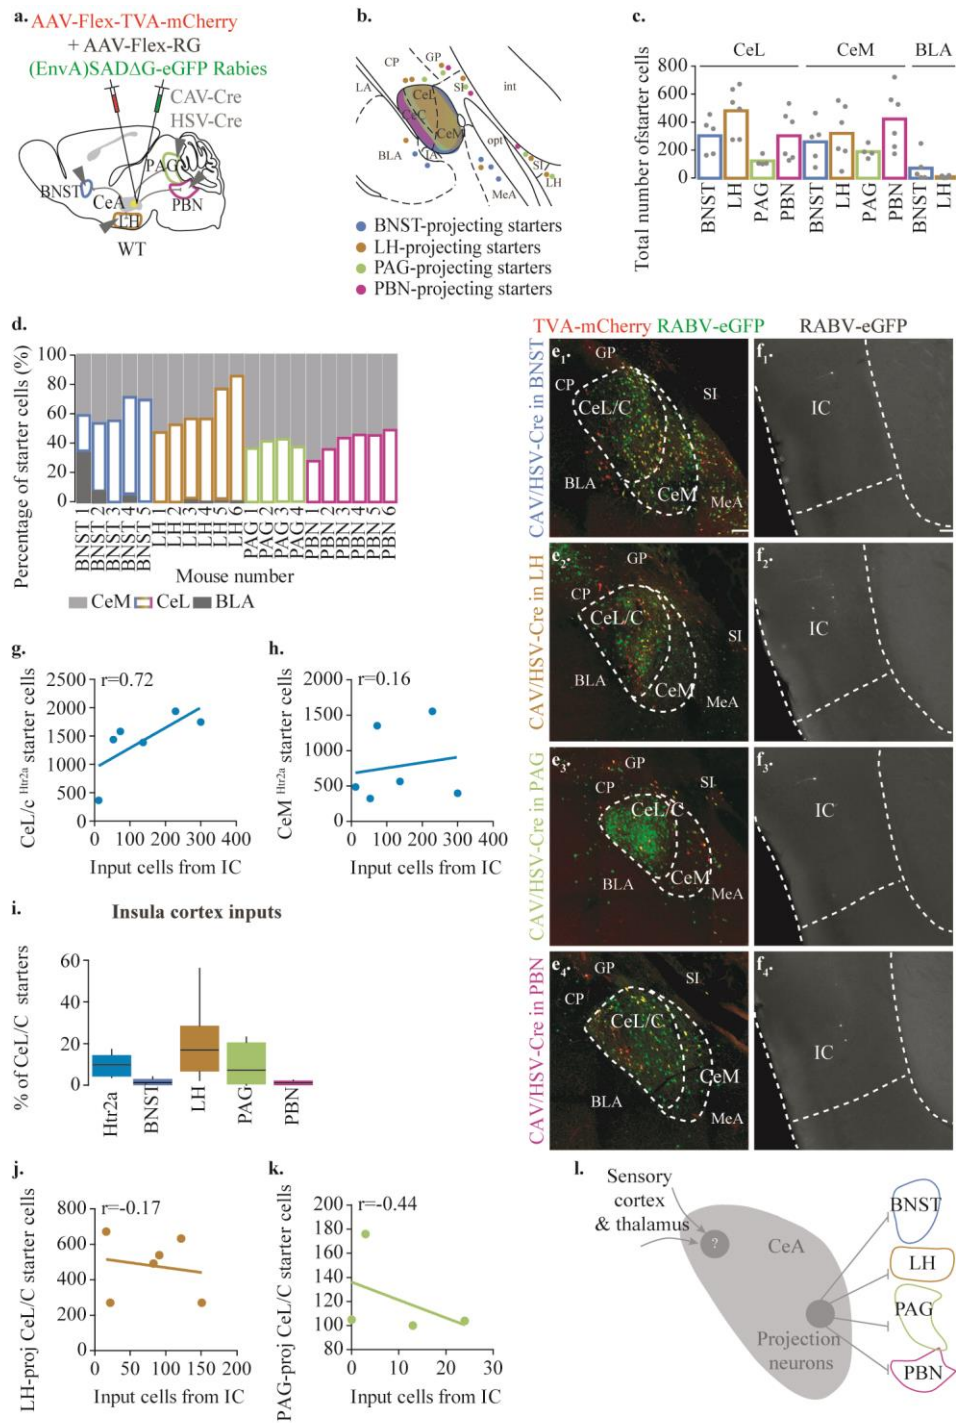 a.
AAV-Flex-TVA-mCherry
+ AAV-Flex-RG
(EnvA)SADΔG-eGFP Rabies
CAV-Cre
HSV-Cre
PAG
BNST
CeA
PBN
LH
WT
b.
CP
GP
LA
CeL
SI
int
CeC
CeM
opt
BLA
IA
MeA
SI
LH
BNST-projecting starters
LH-projecting starters
PAG-projecting starters
PBN-projecting starters
c.
CeL CeM BLA
Total number of starter cells
800
600
400
200
0
BNST LH PAG PBN BNST LH PAG PBN BNST LH
d.
Percentage of starter cells (%)
100
80
60
40
20
0
BNST 1 BNST 2 BNST 3 BNST 4 BNST 5 LH 1 LH 2 LH 3 LH 4 LH 5 LH 6 PAG 1 PAG 2 PAG 3 PAG 4 PBN 1 PBN 2 PBN 3 PBN 4 PBN 5 PBN 6
Mouse number
CeM CeL BLA
TVA-mCherry RABV-eGFP RABV-eGFP
CAV/HSV-Cre in BNST
e1.
GP
CP
SI
CeL/C
BLA
CeM
MeA
f1.
IC
CAV/HSV-Cre in LH
e2.
GP
CP
CeL/C
SI
BLA
CeM
MeA
f2.
IC
CAV/HSV-Cre in PAG
e3.
GP
SI
CP
CeL/C
BLA
CeM
MeA
f3.
IC
CAV/HSV-Cre in PBN
e4.
GP
SI
CP
CeL/C
CeM
BLA
MeA
f4.
IC
g.
r=0.72
CeL/c Htr2a starter cells
2500
2000
1500
1000
500
0
0 100 200 300 400
Input cells from IC
h.
r=0.16
CeM Htr2a starter cells
2000
1500
1000
500
0
0 100 200 300 400
Input cells from IC
i.
Insula cortex inputs
% of CeL/C starters
60
40
20
0
Htr2a BNST LH PAG PBN
j.
r=-0.17
LH-proj CeL/C starter cells
800
600
400
200
0
0 50 100 150 200
Input cells from IC
k.
r=-0.44
PAG-proj CeL/C starter cells
200
180
160
140
120
100
80
0 10 20 30
Input cells from IC
l.
Sensory
cortex
& thalamus
?
CeA
Projection
neurons
BNST
LH
PAG
PBN